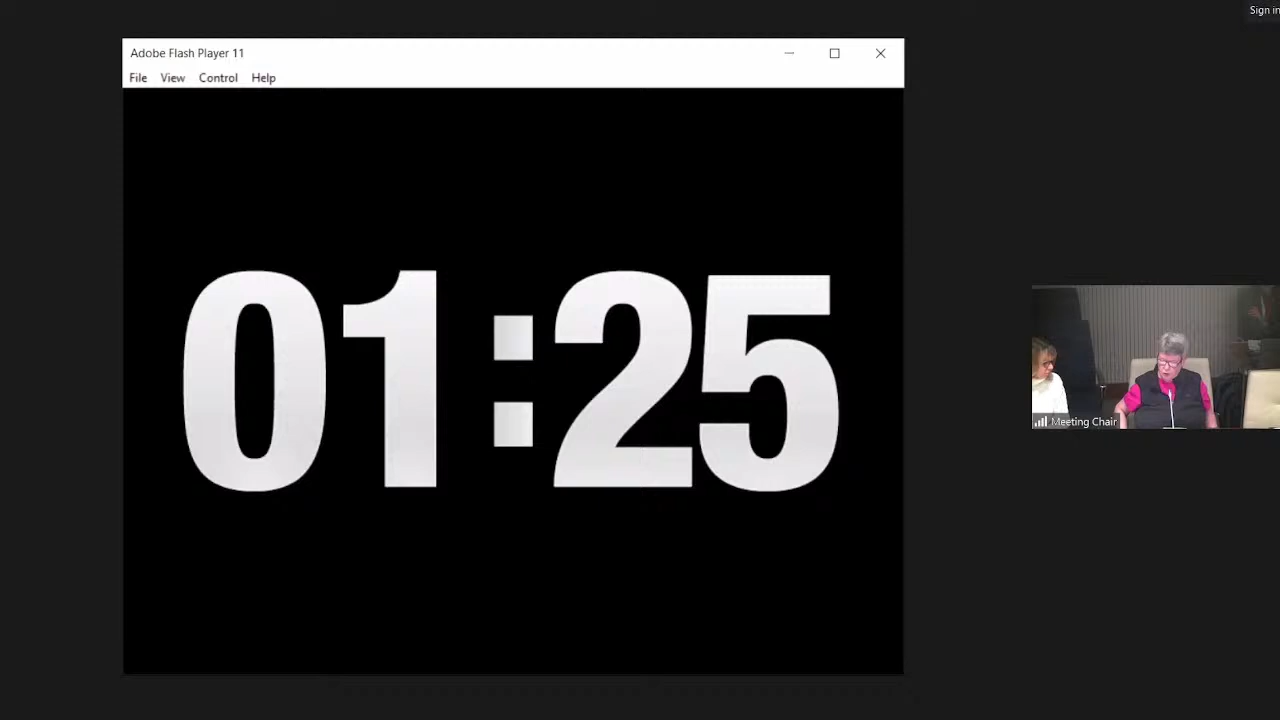 Sign in
Adobe Flash Player 11
File View Control Help
01:25
Meeting Chair